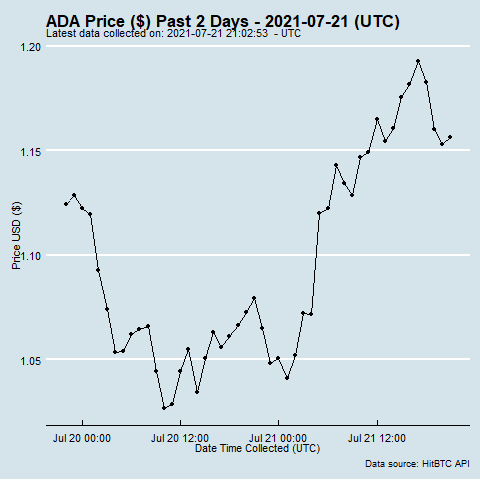 ADA Price ($) Past 2 Days - 2021-07-21 (UTC)
Latest data collected on: 2021-07-21 21:02:53 - UTC
1.20
1.15
1.10
1.05
Price USD ($)
Jul 20 00:00 Jul 20 12:00 Jul 21 00:00 Jul 21 12:00
Date Time Collected (UTC)
Data source: HitBTC API